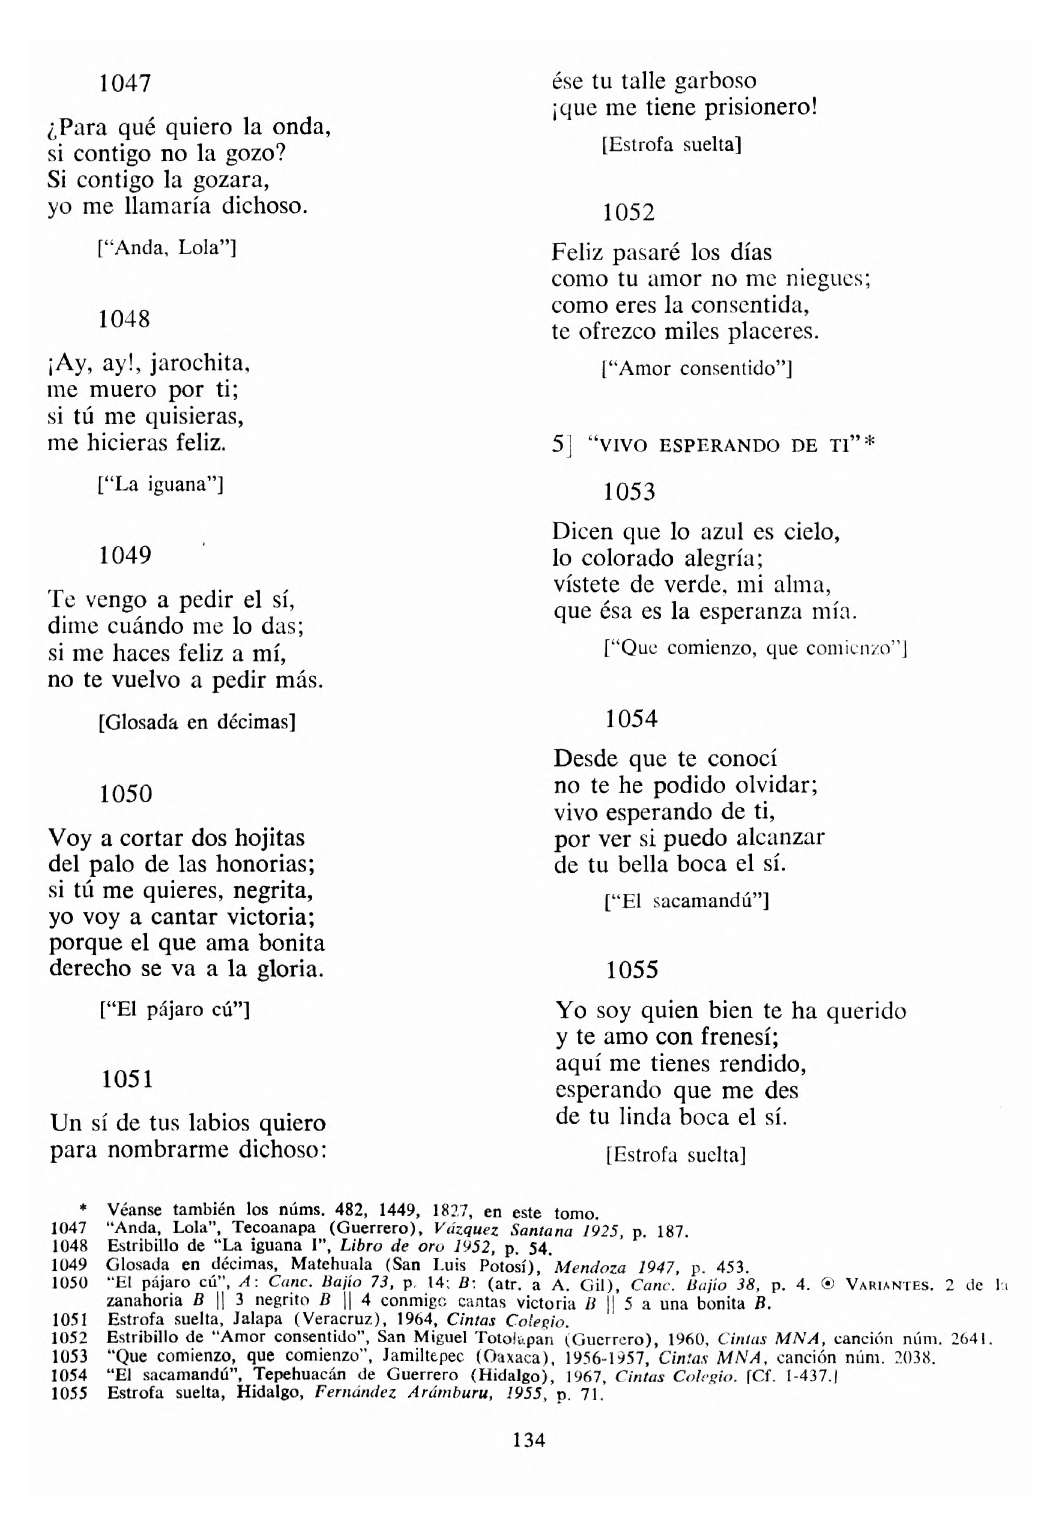 1047
¿Para qué quiero la onda,
si contigo no la gozo?
Si contigo la gozara,
yo me llamaría dichoso.
[“Anda, Lola”]
1048
¡Ay, ay!, jarochita,
me muero por ti;
si tú me quisieras,
me hicieras feliz.
[“La iguana”]
1049
Te vengo a pedir el sí,
dime cuándo me lo das;
si me haces feliz a mí,
no te vuelvo a pedir más.
[Glosada en décimas]
1050
Voy a cortar dos hojitas
del palo de las honorias;
si tú me quieres, negrita,
yo voy a cantar victoria;
porque el que ama bonita
derecho se va a la gloria.
[“El pájaro cú”]
1051
Un sí de tus labios quiero
para nombrarme dichoso:
ése tu talle garboso
¡que me tiene prisionero!
[Estrofa suelta]
1052
Feliz pasaré los días
como tu amor no me niegues;
como eres la consentida,
te ofrezco miles placeres.
[“Amor consentido”]
5] “VIVO ESPERANDO DE TI”*
1053
Dicen que lo azul es cielo,
lo colorado alegría;
vístete de verde, mi alma,
que ésa es la esperanza mía.
[“Que comienzo, que comienzo”]
1054
Desde que te conocí
no te he podido olvidar;
vivo esperando de ti,
por ver si puedo alcanzar
de tu bella boca el sí.
[“El sacamandú”]
1055
Yo soy quien bien te ha querido
y te amo con frenesí;
aquí me tienes rendido,
esperando que me des
de tu linda boca el sí.
[Estrofa suelta]
* Véanse también los núms. 482, 1449, 1827, en este tomo.
1047 “Anda, Lola”, Tecoanapa (Guerrero), Vázquez Santana 1925, p. 187.
1048 Estribillo de “La iguana I”, Libro de oro 1952, p. 54.
1049 Glosada en décimas, Matehuala (San Luis Potosí), Mendoza 1947, p. 453.
1050 “El pájaro cú”, A: Canc. Bajío 73, p. 14; B: (atr. a A. Gil), Canc. Bajío 38, p. 4. ⊙ VARIANTES. 2 de la
zanahoria B || 3 negrito B || 4 conmigo cantas victoria B || 5 a una bonita B.
1051 Estrofa suelta, Jalapa (Veracruz), 1964, Cintas Colegio.
1052 Estribillo de “Amor consentido”, San Miguel Totolapan (Guerrero), 1960, Cintas MNA, canción núm. 2641.
1053 “Que comienzo, que comienzo”, Jamiltepec (Oaxaca), 1956-1957, Cintas MNA, canción núm. 2038.
1054 “El sacamandú”, Tepehuacán de Guerrero (Hidalgo), 1967, Cintas Colegio. [Cf. 1-437.]
1055 Estrofa suelta, Hidalgo, Fernández Arámburu, 1955, p. 71.
134